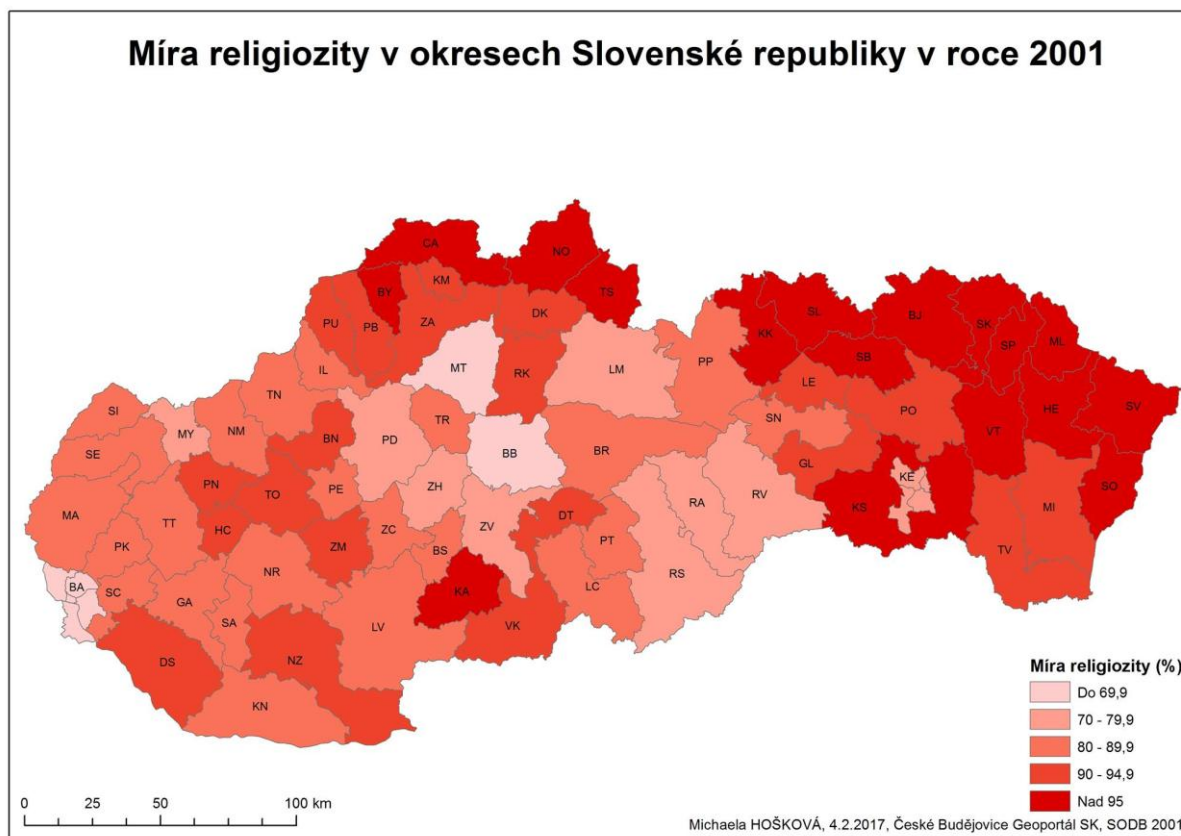 Míra religiozity v okresech Slovenské republiky v roce 2001
CA
NO
BY
KM
TS
PU
PB
ZA
DK
KK
SL
BJ
SK
SP
ML
SB
IL
MT
RK
LM
PP
LE
PO
HE
SV
TN
SI
MY
NM
BN
PD
TR
BB
BR
SN
VT
SE
PN
TO
PE
ZH
GL
KE
KS
SO
MA
TT
HC
ZM
ZC
ZV
DT
PT
RA
RV
MI
PK
NR
BS
TV
BA
SC
GA
SA
KA
LC
RS
LV
VK
DS
NZ
KN
Míra religiozity (%)
Do 69,9
70 - 79,9
80 - 89,9
90 - 94,9
Nad 95
0 25 50 100 km
Michaela HOŠKOVÁ, 4.2.2017, České Budějovice Geoportál SK, SODB 2001